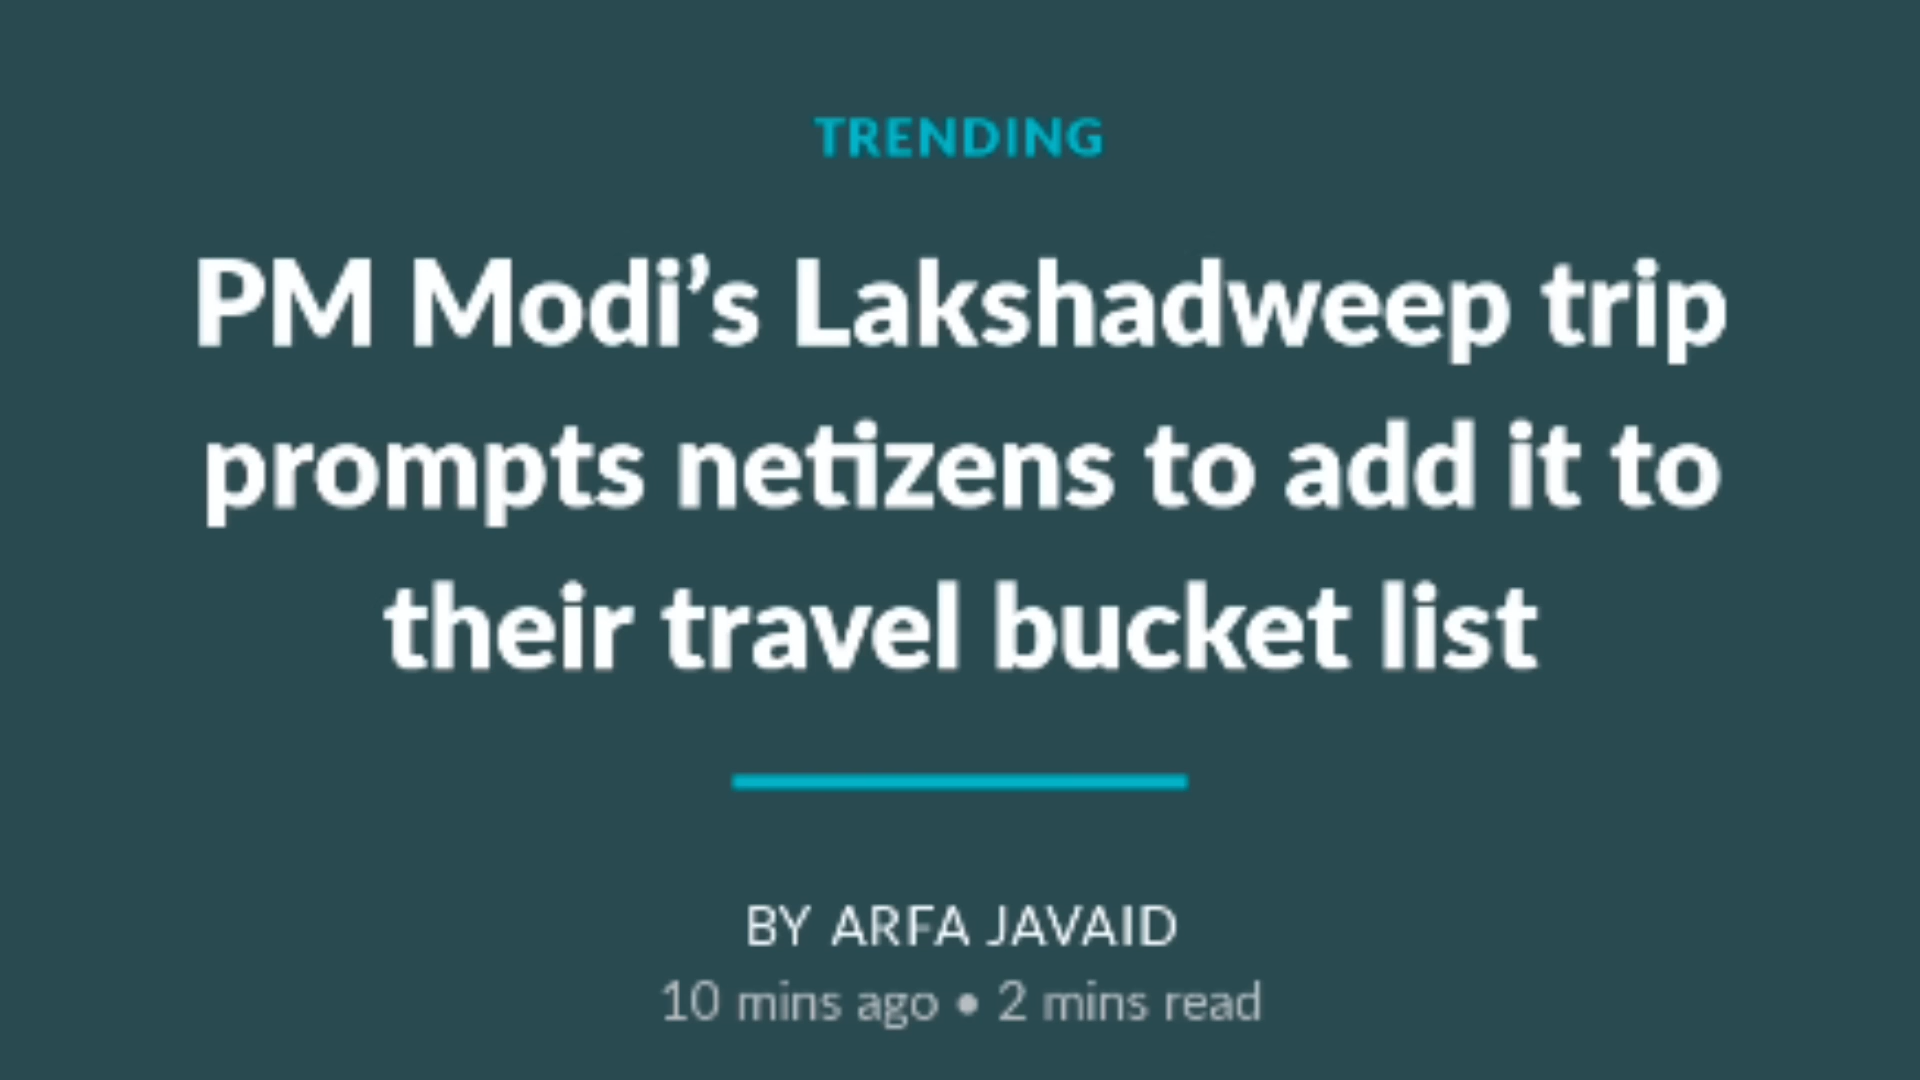 TRENDING
PM Modi’s Lakshadweep trip
prompts netizens to add it to
their travel bucket list
BY ARFA JAVAID
10 mins ago • 2 mins read